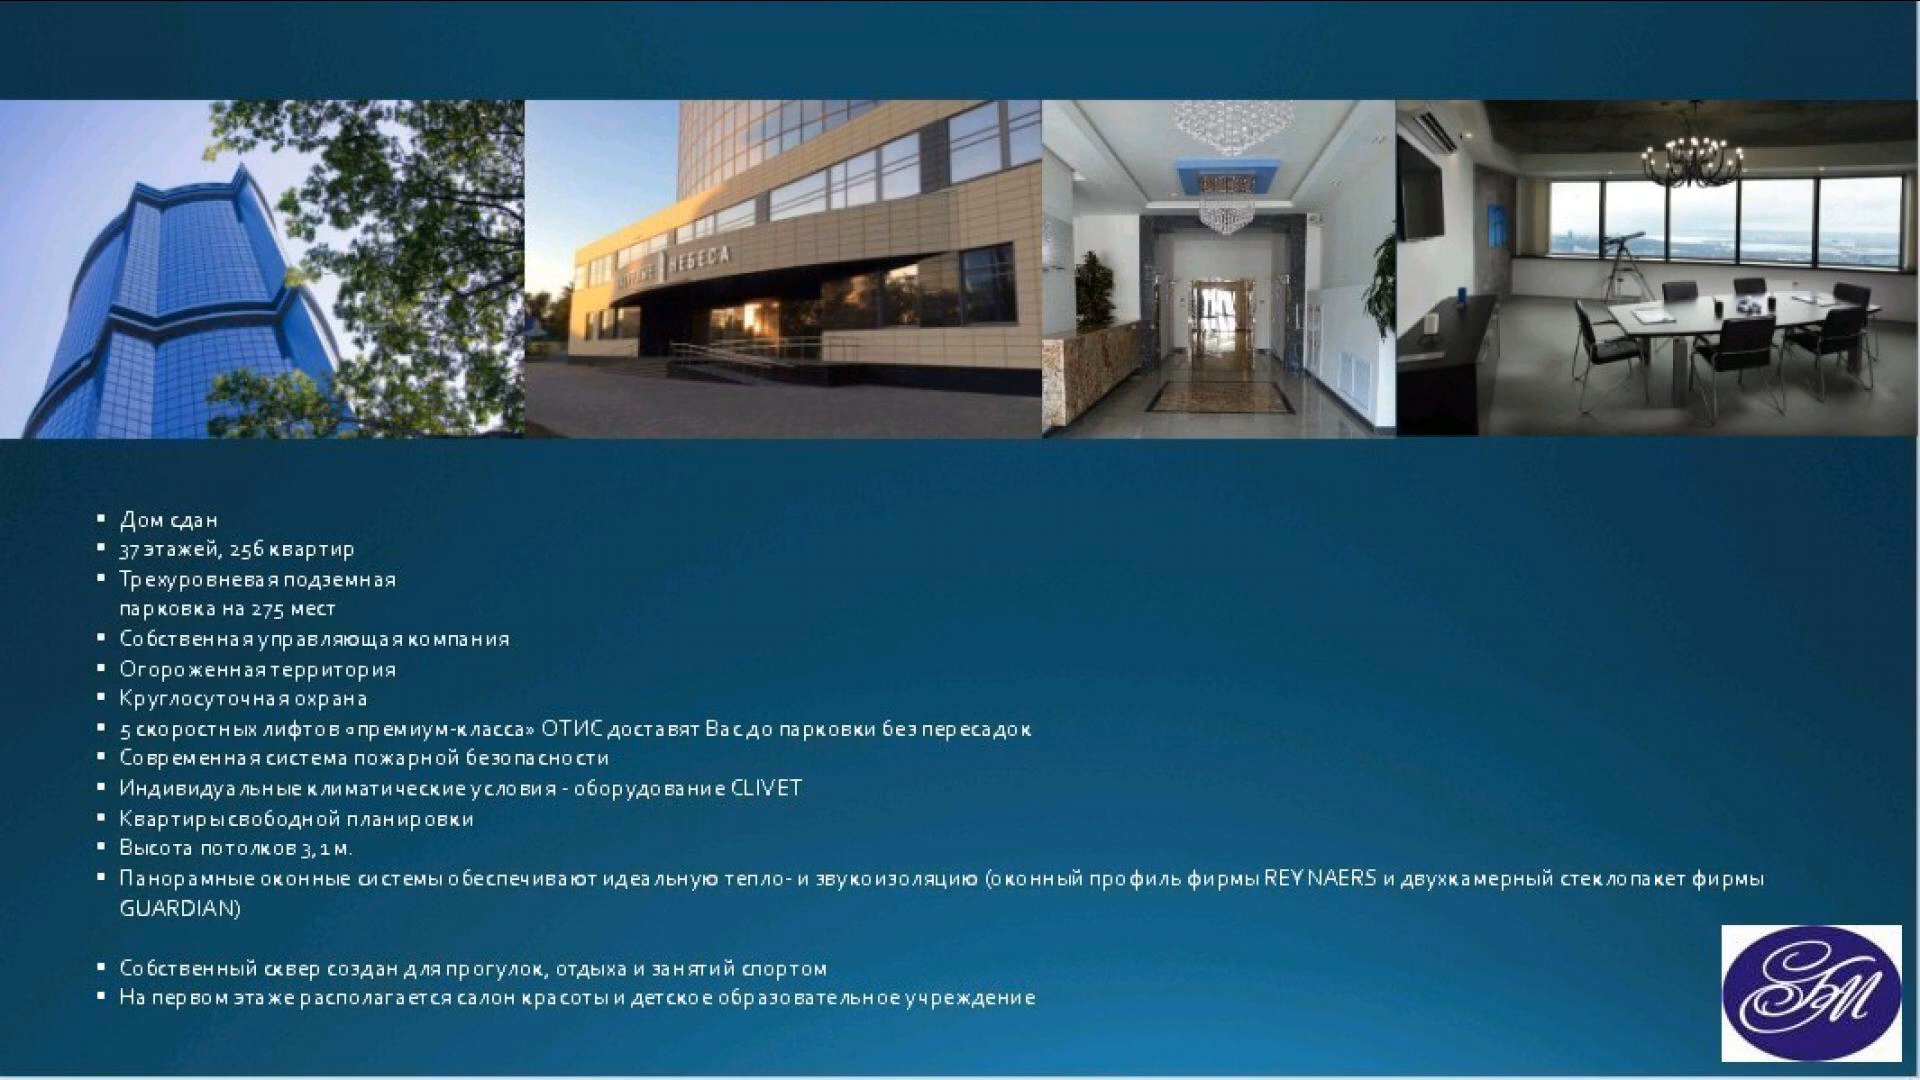 НЕБЕСА
Дом сдан
37 этажей, 256 квартир
Трехуровневая подземная
парковка на 275 мест
Собственная управляющая компания
Огороженная территория
Круглосуточная охрана
5 скоростных лифтов «премиум-класса» ОТИС доставят Вас до парковки без пересадок
Современная система пожарной безопасности
Индивидуальные климатические условия - оборудование CLIVET
Квартиры свободной планировки
Высота потолков 3,1 м.
Панорамные оконные системы обеспечивают идеальную тепло- и звукоизоляцию (оконный профиль фирмы REYNAERS и двухкамерный стеклопакет фирмы
GUARDIAN)
Собственный сквер создан для прогулок, отдыха и занятий спортом
На первом этаже располагается салон красоты и детское образовательное учреждение